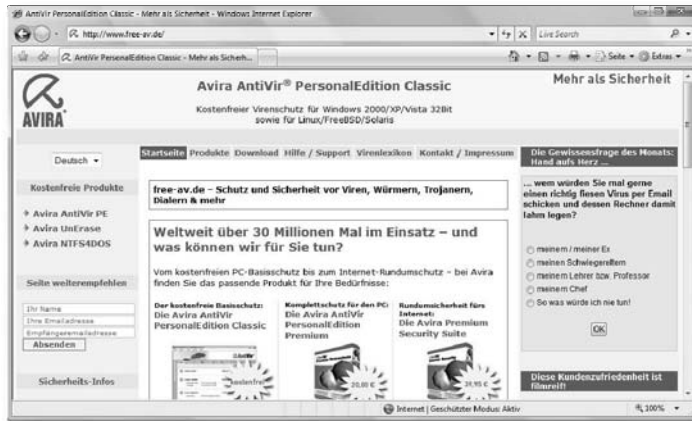 AntiVir PersonalEdition Classic - Mehr als Sicherheit - Windows Internet Explorer
http://www.free-av.de/
Live Search
AntiVir PersonalEdition Classic - Mehr als Sicherh...
Seite
Extras
AVIRA
Avira AntiVir® PersonalEdition Classic
Kostenfreier Virenschutz für Windows 2000/XP/Vista 32Bit
sowie für Linux/FreeBSD/Solaris
Mehr als Sicherheit
Deutsch
Startseite Produkte Download Hilfe / Support Virenlexikon Kontakt / Impressum
Kostenfreie Produkte
Avira AntiVir PE
Avira UnErase
Avira NTFS4DOS
Seite weiterempfehlen
Ihr Name
Ihre Emailadresse
Empfängeremailadresse
Absenden
Sicherheits-Infos
free-av.de – Schutz und Sicherheit vor Viren, Würmern, Trojanern,
Dialern & mehr
Weltweit über 30 Millionen Mal im Einsatz – und
was können wir für Sie tun?
Vom kostenfreien PC-Basisschutz bis zum Internet-Rundumschutz – bei Avira
finden Sie das passende Produkt für Ihre Bedürfnisse:
Der kostenfreie Basisschutz:
Die Avira AntiVir
PersonalEdition Classic
kostenfrei
Komplettschutz für den PC:
Die Avira AntiVir
PersonalEdition
Premium
20,00 €
Rundumsicherheit fürs
Internet:
Die Avira Premium
Security Suite
39,95 €
Die Gewissensfrage des Monats:
Hand aufs Herz ...
... wem würden Sie mal gerne
einen richtig fiesen Virus per Email
schicken und dessen Rechner damit
lahm legen?
meinem / meiner Ex
meinen Schwiegereltern
meinem Lehrer bzw. Professor
meinem Chef
So was würde ich nie tun!
OK
Diese Kundenzufriedenheit ist
filmreif!
Internet | Geschützter Modus: Aktiv
100%